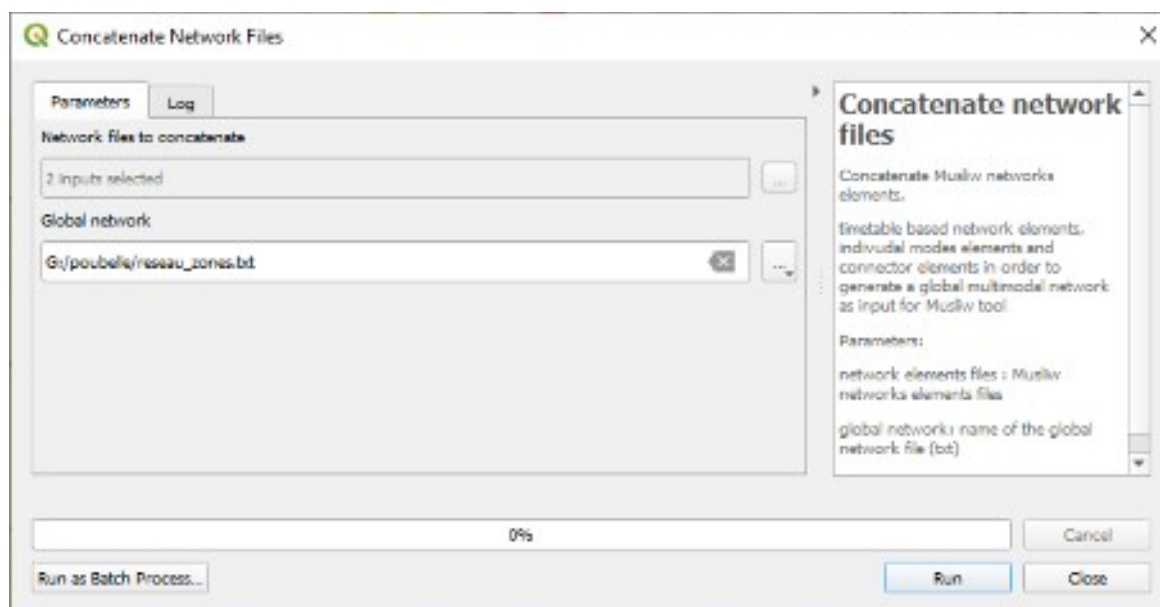 Concatenate Network Files
Parameters
Log
Network files to concatenate
2 inputs selected
...
Global network
G:/poubelle/reseau_zones.txt
...
Concatenate network
files
Concatenate Musliw networks
elements.
timetable based network elements,
indivudal modes elements and
connector elements in order to
generate a global multimodal network
as input for Musliw tool
Parameters:
network elements files : Musliw
networks elements files
global network: name of the global
network file (txt)
0%
Cancel
Run as Batch Process...
Run
Close